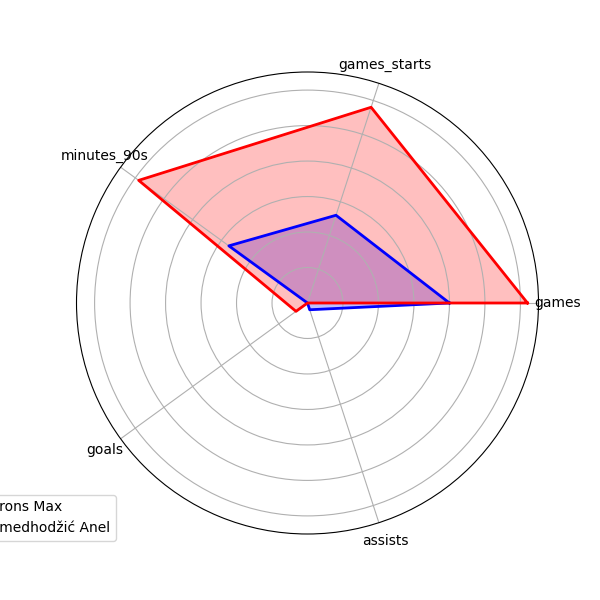 games_starts
minutes_90s
games
goals
rons Max
medhodžić Anel
assists